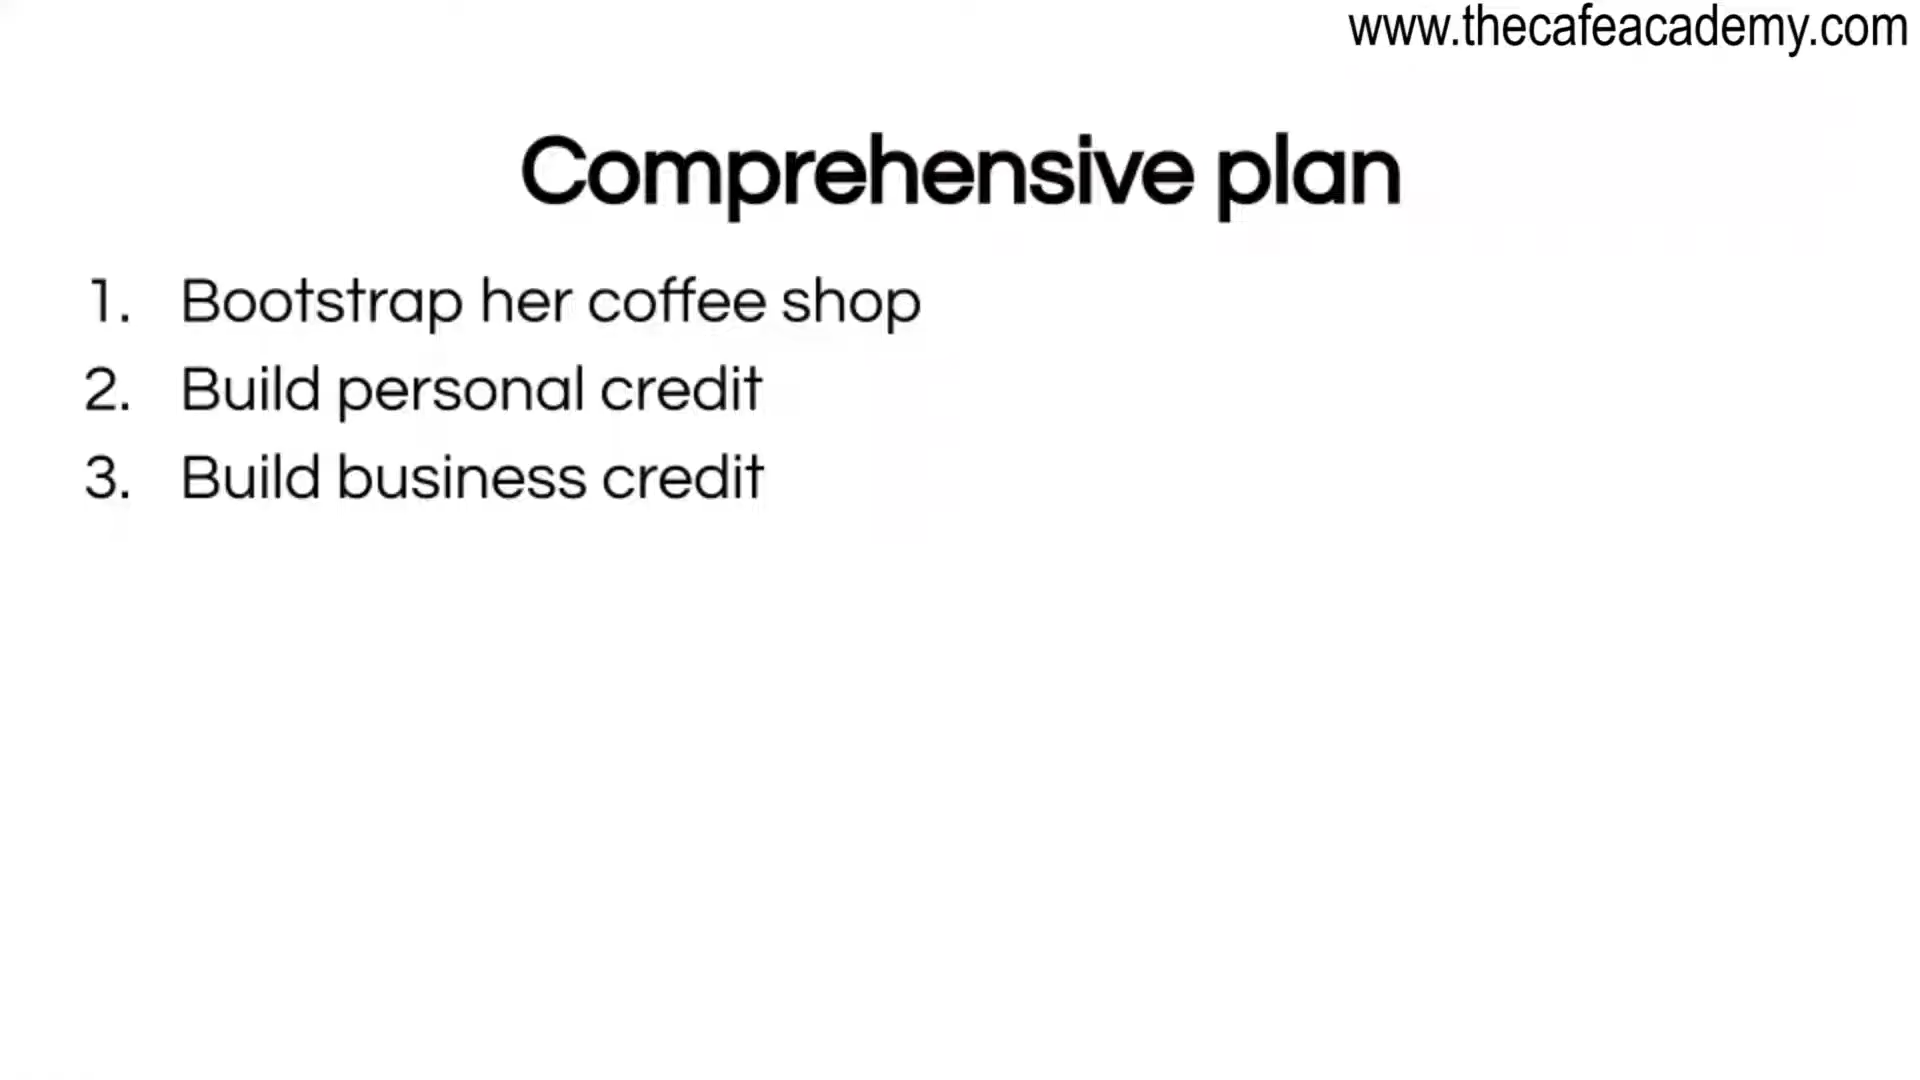 www.thecafeacademy.com
Comprehensive plan
1. Bootstrap her coffee shop
2. Build personal credit
3. Build business credit